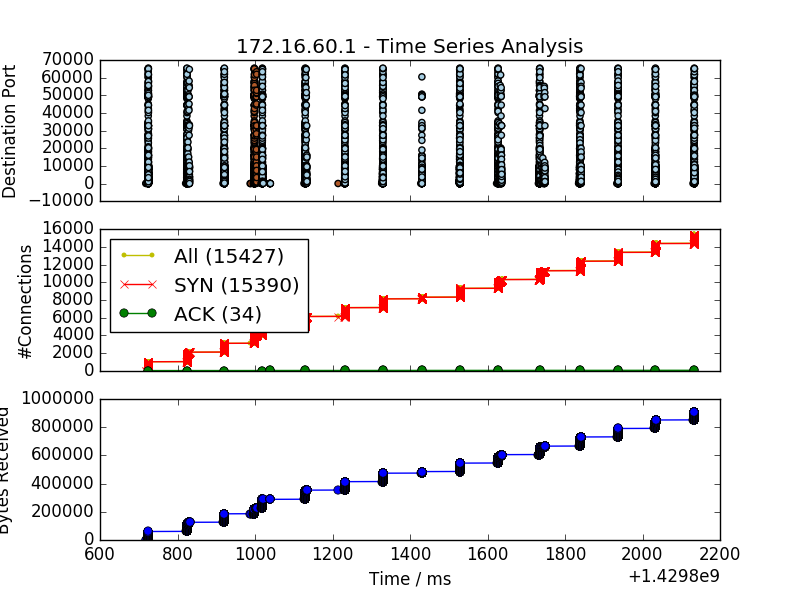 172.16.60.1 - Time Series Analysis
Destination Port
70000
60000
50000
40000
30000
20000
10000
0
−10000
#Connections
16000
14000
12000
10000
8000
6000
4000
2000
0
All (15427)
SYN (15390)
ACK (34)
Bytes Received
1000000
800000
600000
400000
200000
0
600 800 1000 1200 1400 1600 1800 2000 2200
Time / ms
+1.4298e9